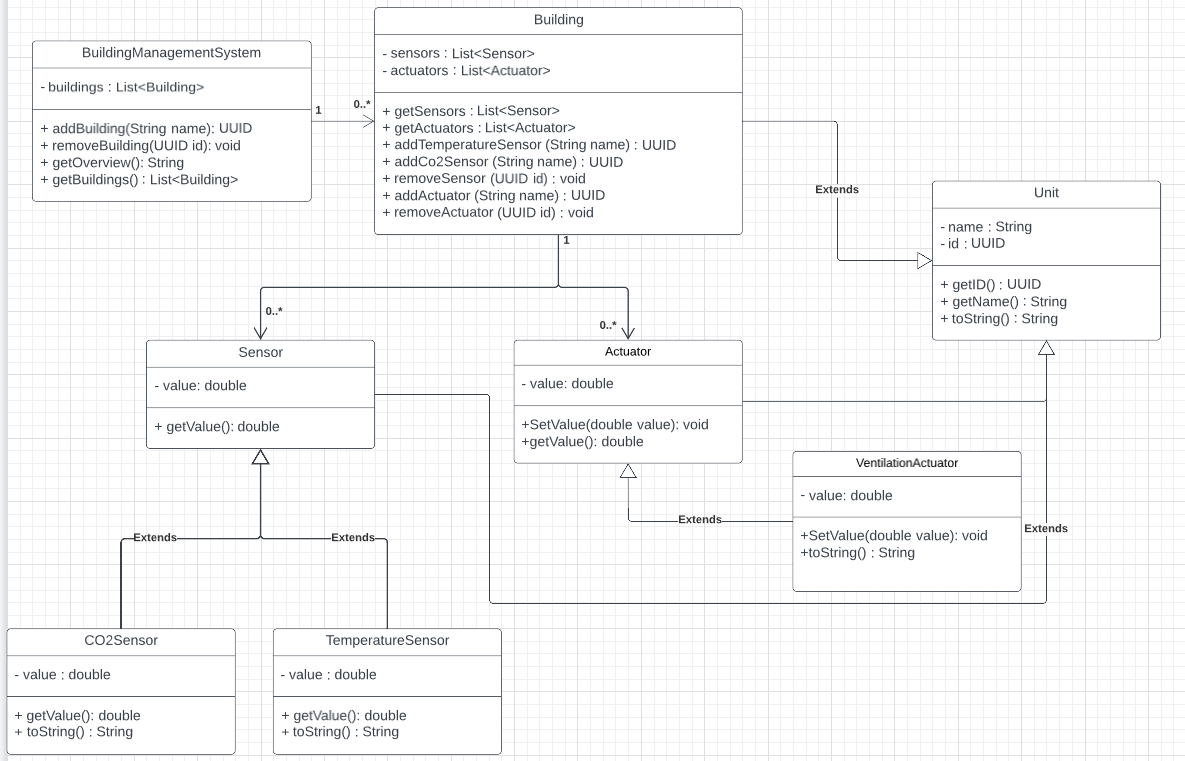 Building
- sensors : List<Sensor>
- actuators : List<Actuator>
+ getSensors : List<Sensor>
+ getActuators : List<Actuator>
+ addTemperatureSensor (String name) : UUID
+ addCo2Sensor (String name) : UUID
+ removeSensor (UUID id) : void
+ addActuator (String name) : UUID
+ removeActuator (UUID id) : void
BuildingManagementSystem
- buildings : List<Building>
+ addBuilding(String name): UUID
+ removeBuilding(UUID id): void
+ getOverview(): String
+ getBuildings() : List<Building>
1
0..*
Extends
Unit
- name : String
- id : UUID
+ getID() : UUID
+ getName() : String
+ toString() : String
1
0..*
0..*
Sensor
- value: double
+ getValue(): double
Actuator
- value: double
+SetValue(double value): void
+getValue(): double
VentilationActuator
- value: double
+SetValue(double value): void
+toString() : String
Extends
Extends
Extends
Extends
CO2Sensor
- value : double
+ getValue(): double
+ toString() : String
TemperatureSensor
- value : double
+ getValue(): double
+ toString() : String